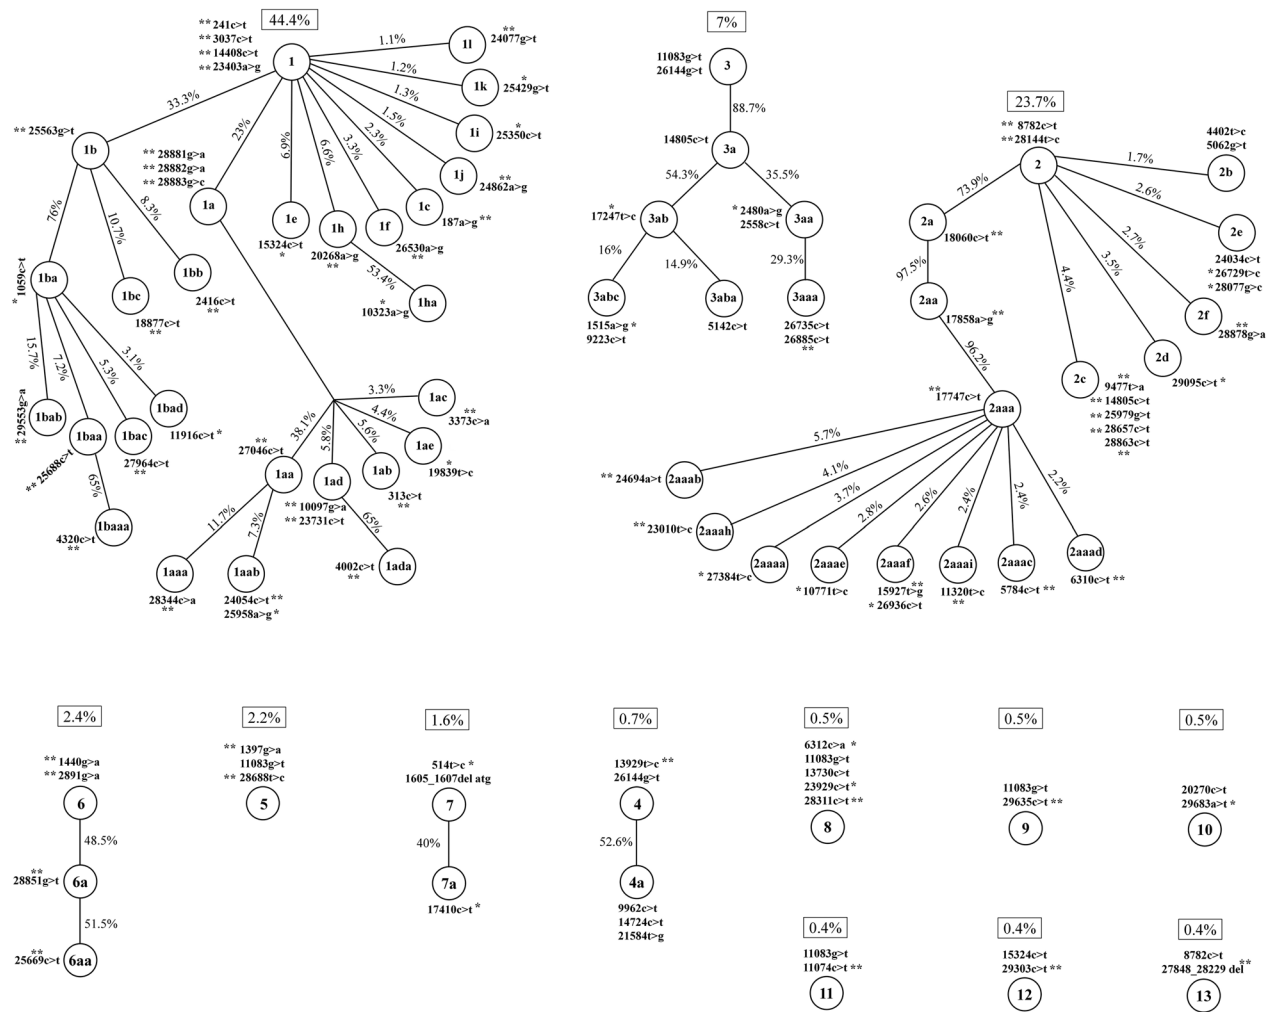 44.4%
** 241c>t
** 3037c>t
** 14408c>t
** 23403a>g
1
1.1%
1l
**
24077g>t
1.2%
1k
*
25429g>t
1.3%
1i
*
25350c>t
1.5%
1j
**
24862a>g
2.3%
1c
187a>g **
3.3%
1f
26530a>g
**
6.6%
1h
20268a>g
**
53.4%
1ha
*
10323a>g
6.9%
1e
15324c>t
*
23%
** 28881g>a
** 28882g>a
** 28883g>c
1a
33.3%
** 25563g>t
1b
76%
10.7%
8.3%
1bb
2416c>t
**
1bc
18877c>t
**
* 1059c>t
1ba
15.7%
7.2%
5.3%
3.1%
1bad
11916c>t *
1bac
27964c>t
**
1baa
** 25688c>t
1bab
** 29553g>a
65%
1baaa
4320c>t
**
3.3%
1ac
**
3373c>a
4.4%
1ae
*
19839t>c
5.6%
1ab
313c>t
**
5.8%
1ad
** 10097g>a
** 23731c>t
38.1%
**
27046c>t
1aa
65%
1ada
4002c>t
**
11.7%
7.3%
1aaa
28344c>a
**
1aab
24054c>t **
25958a>g *
7%
11083g>t
26144g>t
3
88.7%
14805c>t
3a
54.3%
35.5%
*
17247t>c
3ab
* 2480a>g
2558c>t
3aa
16%
14.9%
29.3%
3abc
1515a>g *
9223c>t
3aba
5142c>t
3aaa
26735c>t
26885c>t
**
23.7%
** 8782c>t
** 28144t>c
2
1.7%
4402t>c
5062g>t
2b
2.6%
2e
24034c>t
* 26729t>c
* 28077g>c
2.7%
2f
**
28878g>a
3.5%
2d
29095c>t *
4.4%
2c
**
9477t>a
** 14805c>t
** 25979g>t
** 28657c>t
28863c>t
**
73.9%
2a
18060c>t **
97.5%
2aa
17858a>g **
96.2%
** 17747c>t
2aaa
5.7%
** 24694a>t
2aaab
4.1%
** 23010t>c
2aaah
3.7%
2aaaa
* 27384t>c
2.8%
2aaae
* 10771t>c
2.6%
2aaaf
**
15927t>g
* 26936c>t
2.4%
2aaai
11320t>c
**
2.4%
2aaac
5784c>t **
2.2%
2aaad
6310c>t **
2.4%
** 1440g>a
** 2891g>a
6
48.5%
**
28851g>t
6a
51.5%
**
25669c>t
6aa
2.2%
** 1397g>a
11083g>t
** 28688t>c
5
1.6%
514t>c *
1605_1607del atg
7
40%
7a
17410c>t *
0.7%
13929t>c **
26144g>t
4
52.6%
4a
9962c>t
14724c>t
21584t>g
0.5%
6312c>a *
11083g>t
13730c>t
23929c>t *
28311c>t **
8
0.5%
11083g>t
29635c>t **
9
0.5%
20270c>t
29683a>t *
10
0.4%
11083g>t
11074c>t **
11
0.4%
15324c>t
29303c>t **
12
0.4%
8782c>t
27848_28229 del **
13